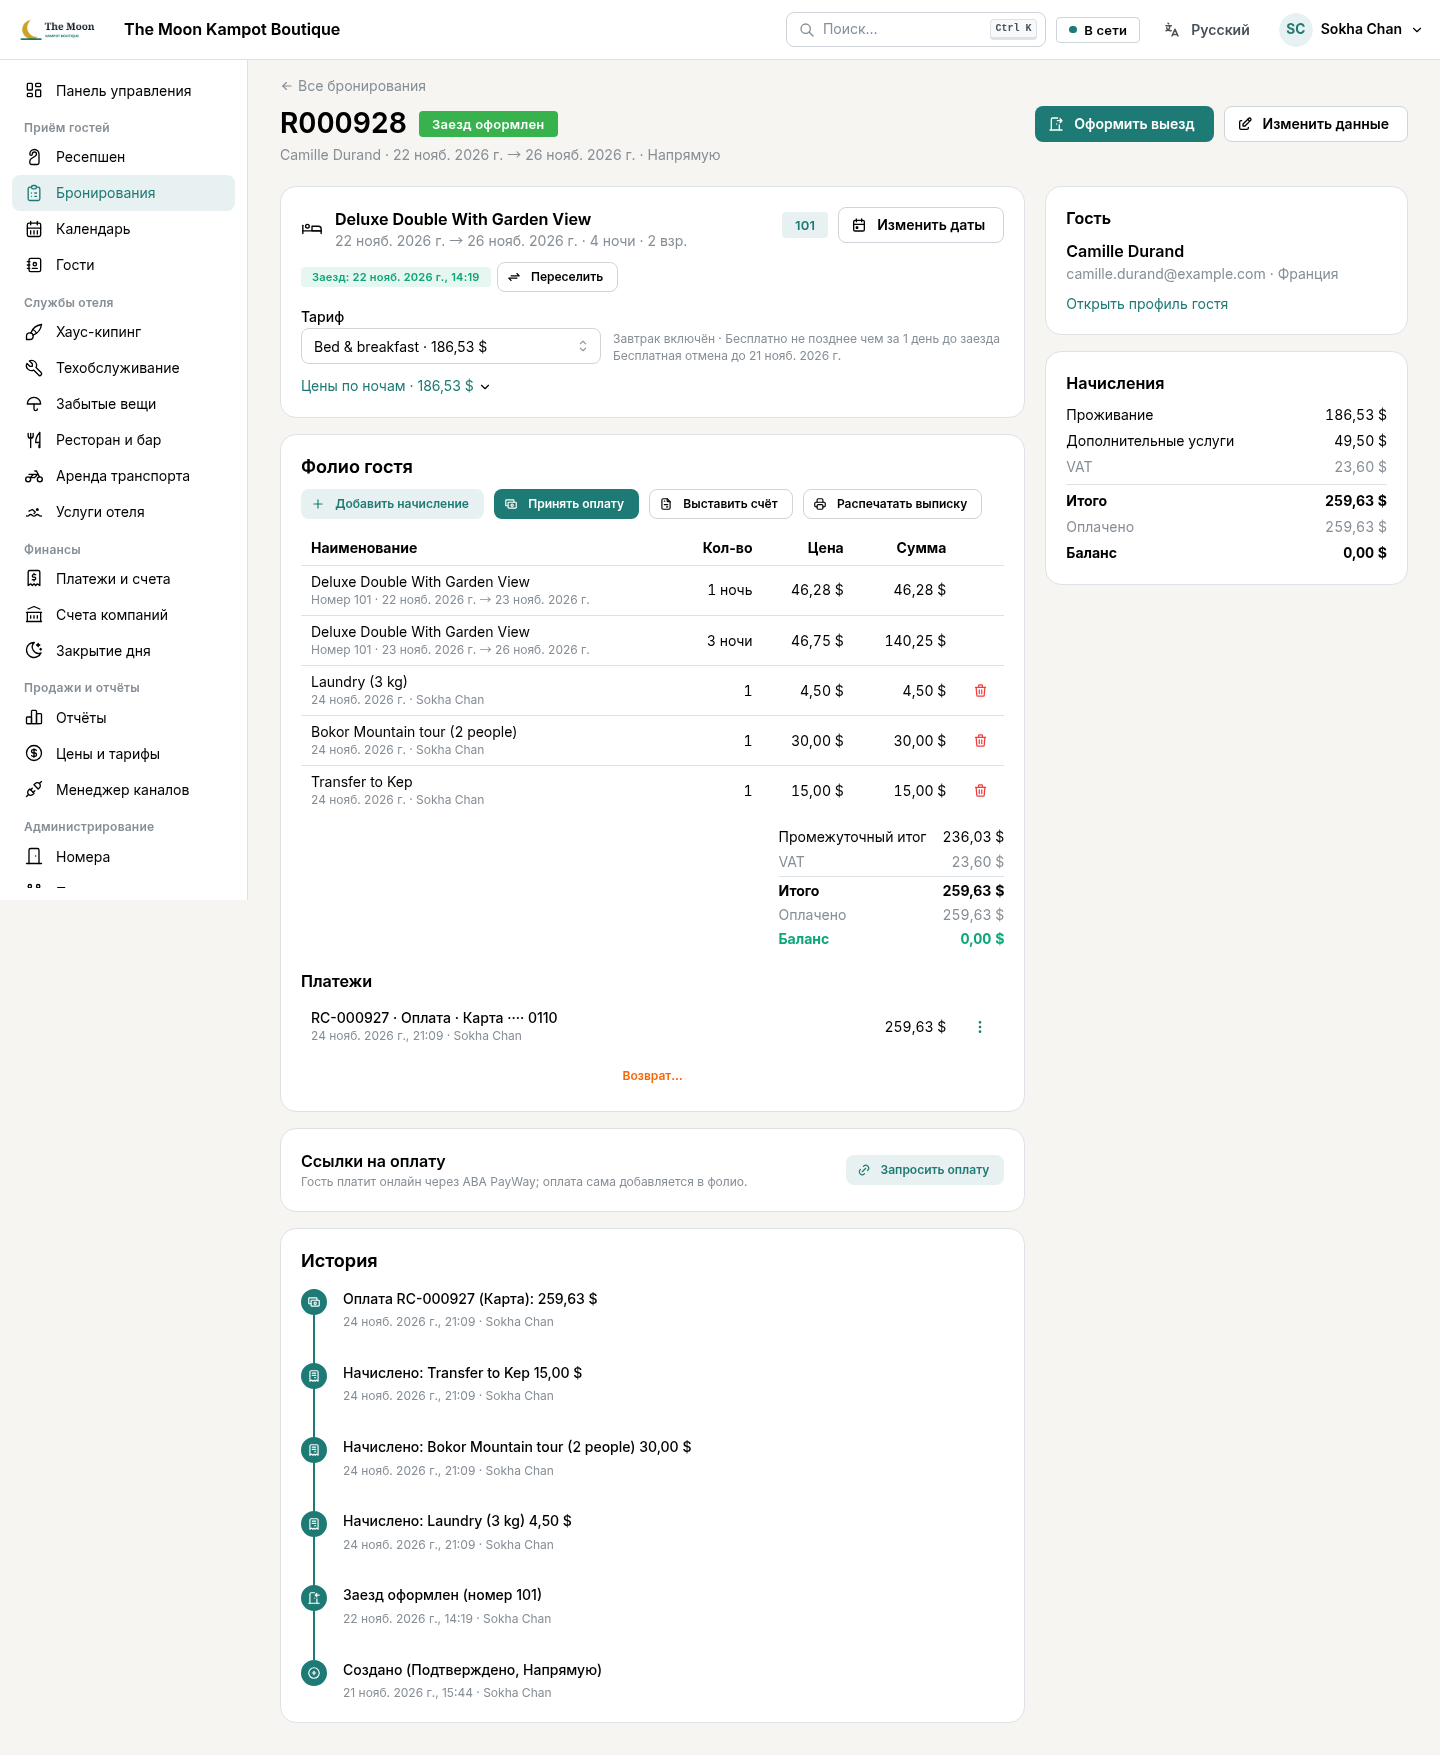 The Moon
KAMPOT BOUTIQUE
The Moon Kampot Boutique
Поиск...
Ctrl K
В сети
Русский
SC
Sokha Chan
Панель управления
Приём гостей
Ресепшен
Бронирования
Календарь
Гости
Службы отеля
Хаус-кипинг
Техобслуживание
Забытые вещи
Ресторан и бар
Аренда транспорта
Услуги отеля
Финансы
Платежи и счета
Счета компаний
Закрытие дня
Продажи и отчёты
Отчёты
Цены и тарифы
Менеджер каналов
Администрирование
Номера
← Все бронирования
R000928
Заезд оформлен
Оформить выезд
Изменить данные
Camille Durand · 22 нояб. 2026 г. → 26 нояб. 2026 г. · Напрямую
Deluxe Double With Garden View
22 нояб. 2026 г. → 26 нояб. 2026 г. · 4 ночи · 2 взр.
101
Изменить даты
Заезд: 22 нояб. 2026 г., 14:19
Переселить
Тариф
Bed & breakfast · 186,53 $
Завтрак включён · Бесплатно не позднее чем за 1 день до заезда
Бесплатная отмена до 21 нояб. 2026 г.
Цены по ночам · 186,53 $
Фолио гостя
Добавить начисление
Принять оплату
Выставить счёт
Распечатать выписку
Наименование Кол-во Цена Сумма
Deluxe Double With Garden View
Номер 101 · 22 нояб. 2026 г. → 23 нояб. 2026 г.
1 ночь 46,28 $ 46,28 $
Deluxe Double With Garden View
Номер 101 · 23 нояб. 2026 г. → 26 нояб. 2026 г.
3 ночи 46,75 $ 140,25 $
Laundry (3 kg)
24 нояб. 2026 г. · Sokha Chan
1 4,50 $ 4,50 $
Bokor Mountain tour (2 people)
24 нояб. 2026 г. · Sokha Chan
1 30,00 $ 30,00 $
Transfer to Kep
24 нояб. 2026 г. · Sokha Chan
1 15,00 $ 15,00 $
Промежуточный итог 236,03 $
VAT 23,60 $
Итого 259,63 $
Оплачено 259,63 $
Баланс 0,00 $
Платежи
RC-000927 · Оплата · Карта ···· 0110
24 нояб. 2026 г., 21:09 · Sokha Chan
259,63 $
Возврат...
Ссылки на оплату
Гость платит онлайн через ABA PayWay; оплата сама добавляется в фолио.
Запросить оплату
История
Оплата RC-000927 (Карта): 259,63 $
24 нояб. 2026 г., 21:09 · Sokha Chan
Начислено: Transfer to Kep 15,00 $
24 нояб. 2026 г., 21:09 · Sokha Chan
Начислено: Bokor Mountain tour (2 people) 30,00 $
24 нояб. 2026 г., 21:09 · Sokha Chan
Начислено: Laundry (3 kg) 4,50 $
24 нояб. 2026 г., 21:09 · Sokha Chan
Заезд оформлен (номер 101)
22 нояб. 2026 г., 14:19 · Sokha Chan
Создано (Подтверждено, Напрямую)
21 нояб. 2026 г., 15:44 · Sokha Chan
Гость
Camille Durand
camille.durand@example.com · Франция
Открыть профиль гостя
Начисления
Проживание 186,53 $
Дополнительные услуги 49,50 $
VAT 23,60 $
Итого 259,63 $
Оплачено 259,63 $
Баланс 0,00 $